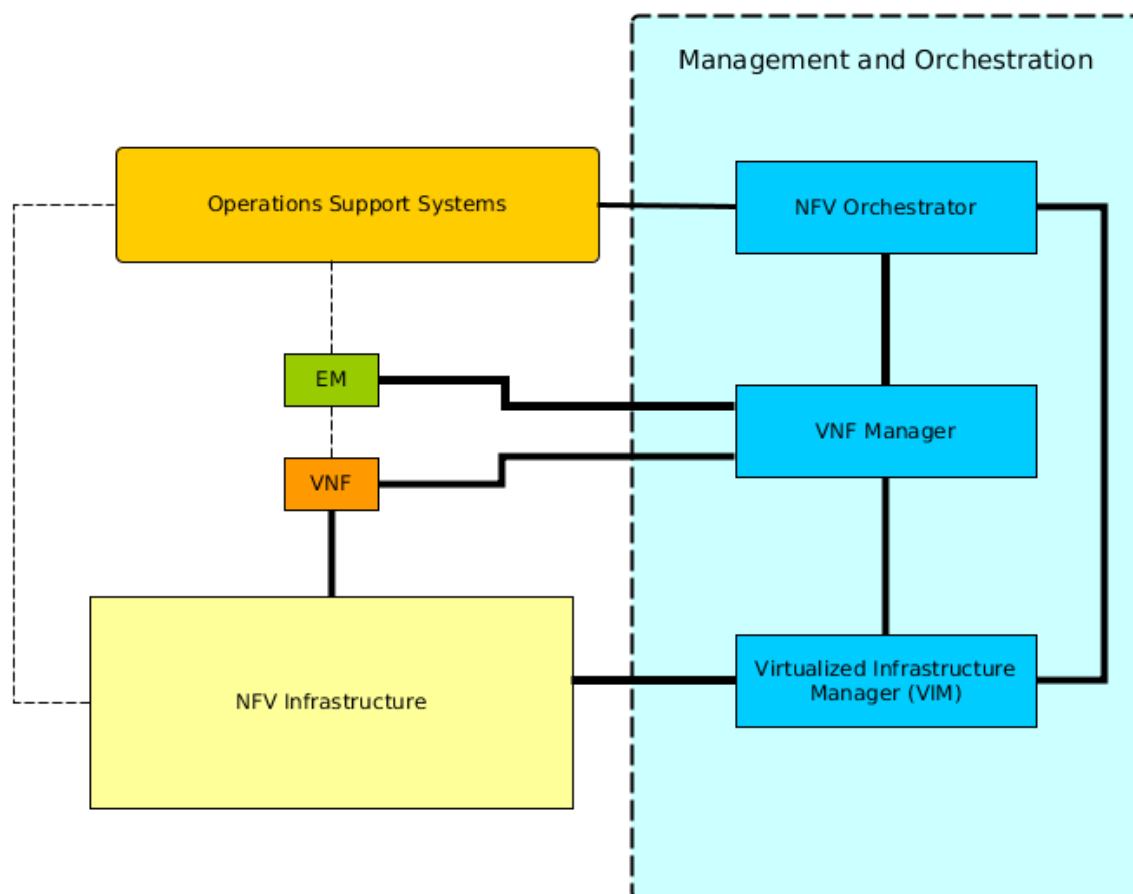 Management and Orchestration
Operations Support Systems
NFV Orchestrator
EM
VNF Manager
VNF
NFV Infrastructure
Virtualized Infrastructure
Manager (VIM)